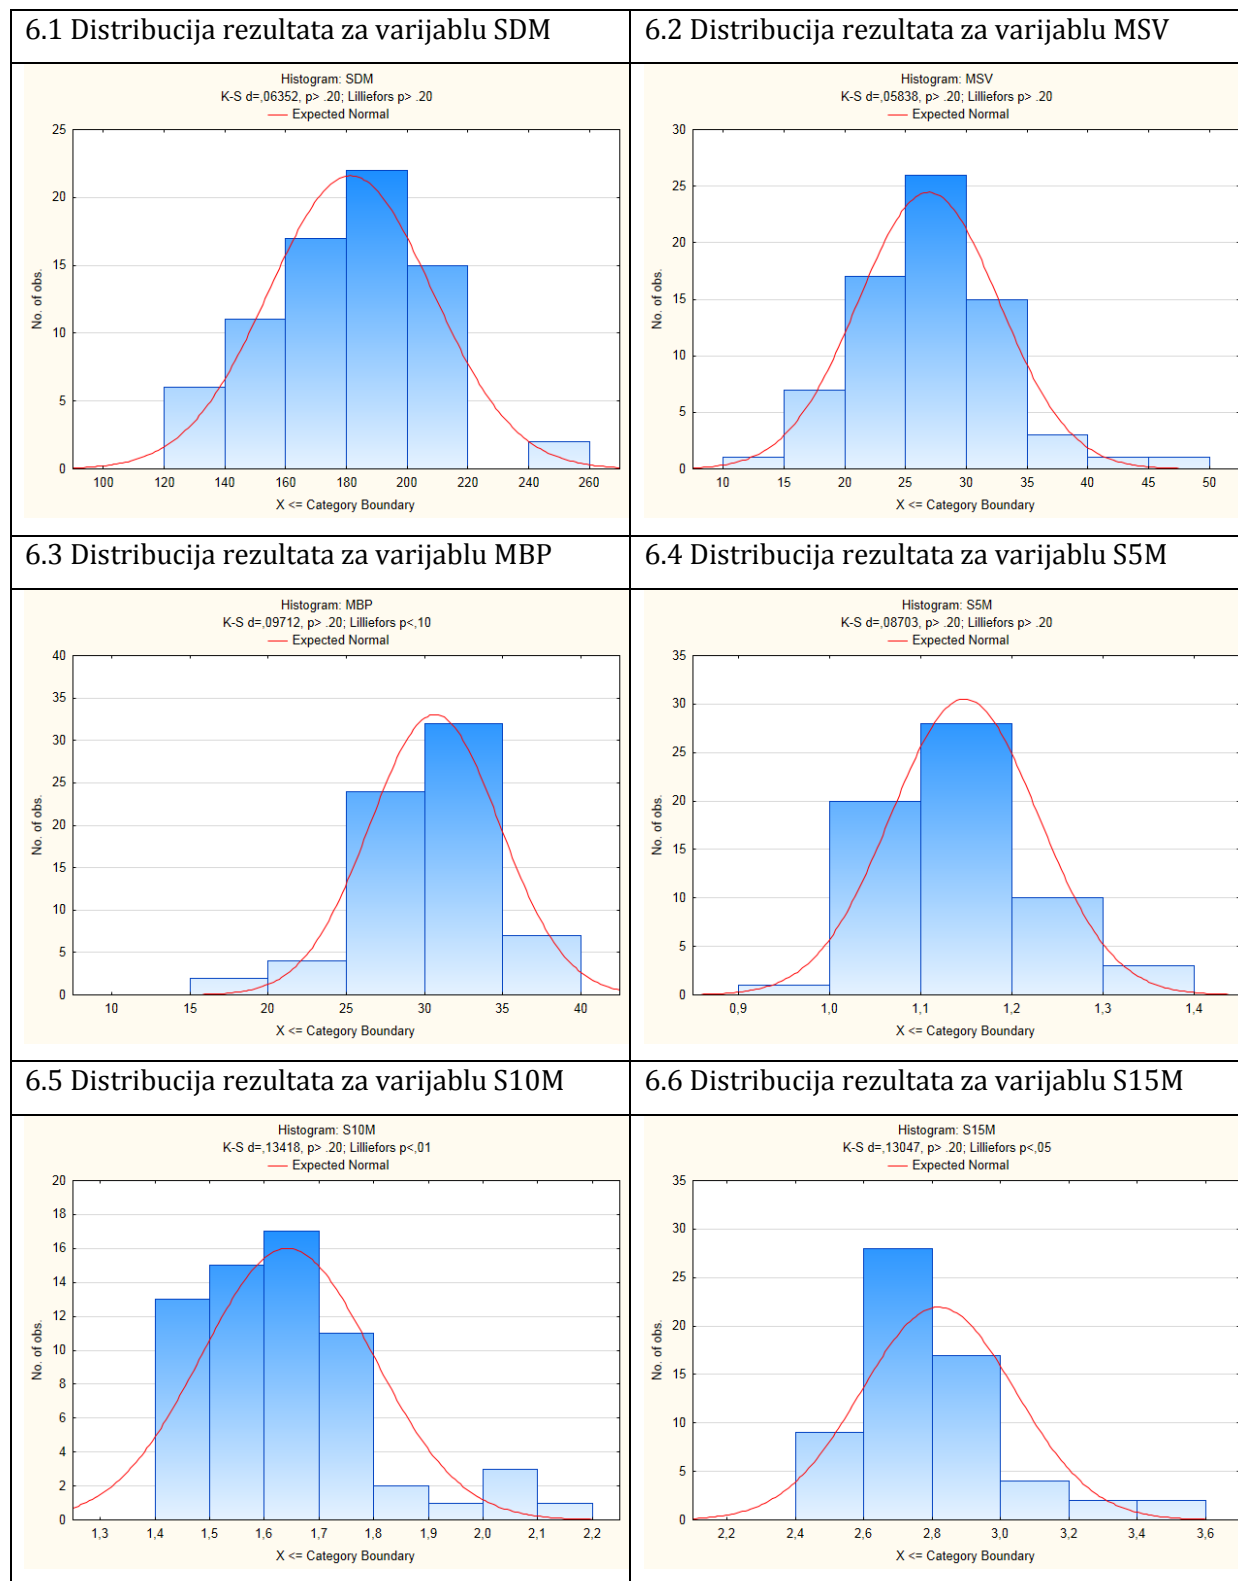 6.1 Distribucija rezultata za varijablu SDM
Histogram: SDM
K-S d=,06352, p> .20; Lilliefors p> .20
Expected Normal
25
20
15
10
5
0
No. of obs.
100 120 140 160 180 200 220 240 260
X <= Category Boundary
6.2 Distribucija rezultata za varijablu MSV
Histogram: MSV
K-S d=,05838, p> .20; Lilliefors p> .20
Expected Normal
30
25
20
15
10
5
0
No. of obs.
10 15 20 25 30 35 40 45 50
X <= Category Boundary
6.3 Distribucija rezultata za varijablu MBP
Histogram: MBP
K-S d=,09712, p> .20; Lilliefors p<,10
Expected Normal
40
35
30
25
20
15
10
5
0
No. of obs.
10 15 20 25 30 35 40
X <= Category Boundary
6.4 Distribucija rezultata za varijablu S5M
Histogram: S5M
K-S d=,08703, p> .20; Lilliefors p> .20
Expected Normal
35
30
25
20
15
10
5
0
No. of obs.
0,9 1,0 1,1 1,2 1,3 1,4
X <= Category Boundary
6.5 Distribucija rezultata za varijablu S10M
Histogram: S10M
K-S d=,13418, p> .20; Lilliefors p<,01
Expected Normal
20
18
16
14
12
10
8
6
4
2
0
No. of obs.
1,3 1,4 1,5 1,6 1,7 1,8 1,9 2,0 2,1 2,2
X <= Category Boundary
6.6 Distribucija rezultata za varijablu S15M
Histogram: S15M
K-S d=,13047, p> .20; Lilliefors p<,05
Expected Normal
35
30
25
20
15
10
5
0
No. of obs.
2,2 2,4 2,6 2,8 3,0 3,2 3,4 3,6
X <= Category Boundary